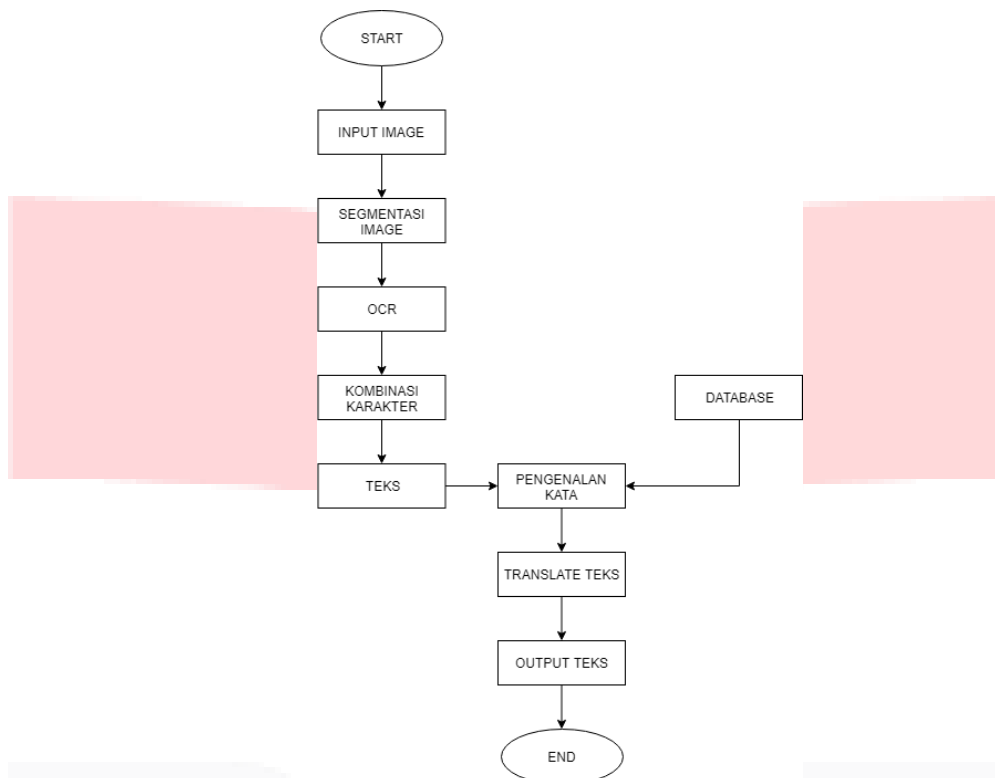 START
INPUT IMAGE
SEGMENTASI
IMAGE
OCR
KOMBINASI
KARAKTER
DATABASE
TEKS
PENGENALAN
KATA
TRANSLATE TEKS
OUTPUT TEKS
END